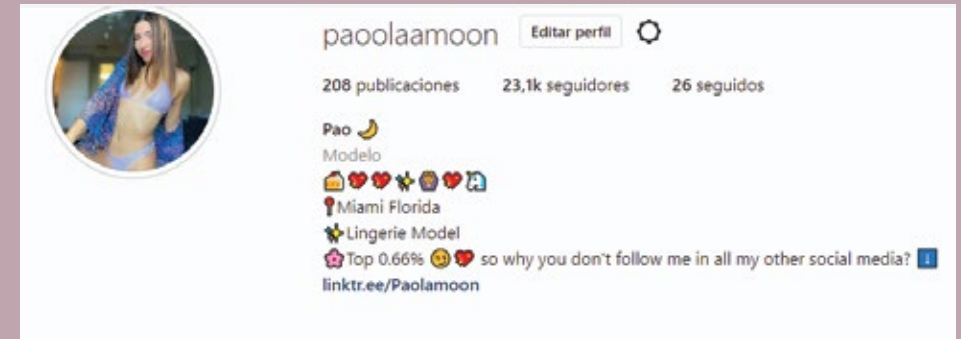 paoolaamoon Editar perfil
208 publicaciones 23,1k seguidores 26 seguidos
Pao
Modelo
Miami Florida
Lingerie Model
Top 0.66% so why you don't follow me in all my other social media?
linktr.ee/Paolamoon